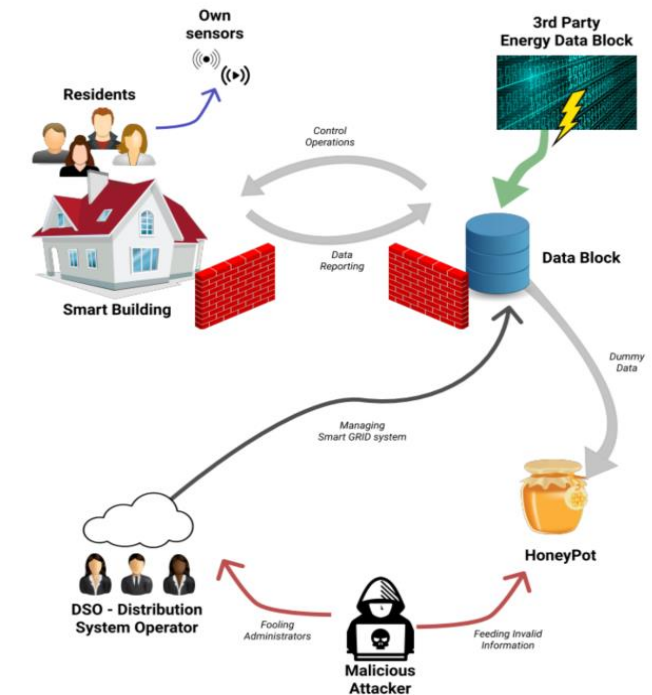 Own
sensors
3rd Party
Energy Data Block
Residents
Control
Operations
Data
Reporting
Data Block
Smart Building
Dummy
Data
Managing
Smart GRID system
HoneyPot
DSO - Distribution
System Operator
Fooling
Administrators
Feeding Invalid
Information
Malicious
Attacker